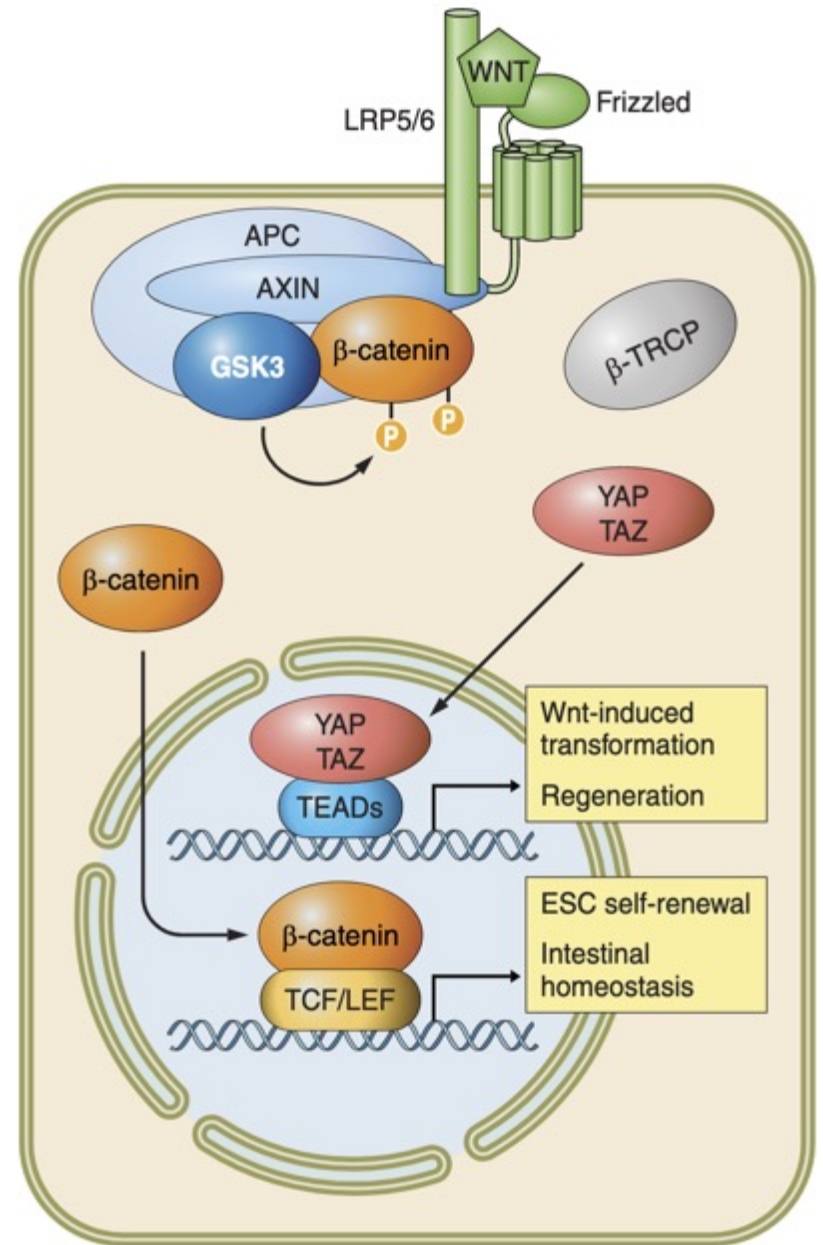 WNT
Frizzled
LRP5/6
APC
AXIN
GSK3
β-catenin
β-TRCP
P
P
YAP
TAZ
β-catenin
YAP
TAZ
TEADs
Wnt-induced
transformation
Regeneration
β-catenin
TCF/LEF
ESC self-renewal
Intestinal
homeostasis